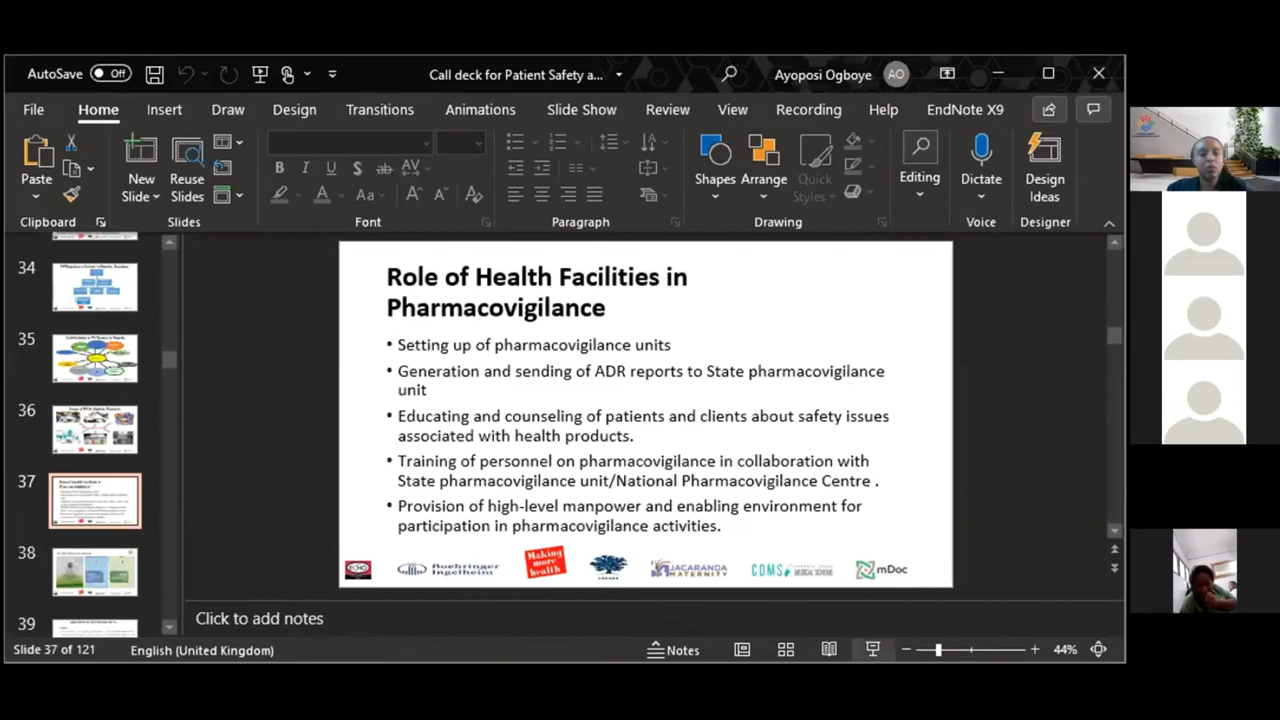 AutoSave Off
Call deck for Patient Safety a...
Ayoposi Ogboye AO
File Home Insert Draw Design Transitions Animations Slide Show Review View Recording Help EndNote X9
Paste
New
Slide
Reuse
Slides
Shapes
Arrange
Quick
Styles
Editing
Dictate
Design
Ideas
Clipboard Slides Font Paragraph Drawing Voice Designer
34
35
36
37
38
39
Role of Health Facilities in
Pharmacovigilance
• Setting up of pharmacovigilance units
• Generation and sending of ADR reports to State pharmacovigilance
unit
• Educating and counseling of patients and clients about safety issues
associated with health products.
• Training of personnel on pharmacovigilance in collaboration with
State pharmacovigilance unit/National Pharmacovigilance Centre .
• Provision of high-level manpower and enabling environment for
participation in pharmacovigilance activities.
ECHO
Boehringer
Ingelheim
Making
more
health
JACARANDA
MATERNITY
CDMS
MEDICAL SCHEME
mDoc
Click to add notes
Slide 37 of 121
English (United Kingdom)
Notes
44%